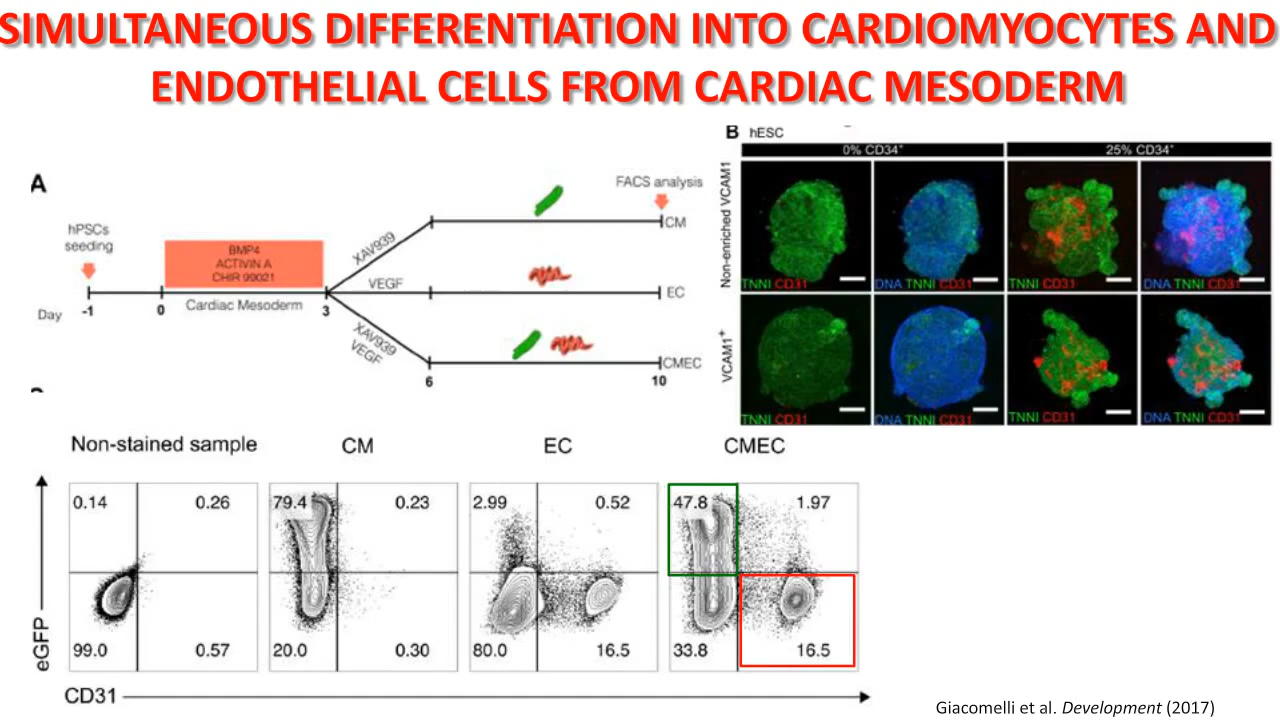 SIMULTANEOUS DIFFERENTIATION INTO CARDIOMYOCYTES AND
ENDOTHELIAL CELLS FROM CARDIAC MESODERM
A
hPSCs
seeding
BMP4
ACTIVIN A
CHIR 99021
Cardiac Mesoderm
Day
-1
0
3
6
10
XAV939
VEGF
XAV939
VEGF
FACS analysis
CM
EC
CMEC
B
hESC
0% CD34+
25% CD34+
Non-enriched VCAM1
TNNI CD31
DNA TNNI CD31
TNNI CD31
DNA TNNI CD31
VCAM1+
TNNI CD31
DNA TNNI CD31
TNNI CD31
DNA TNNI CD31
Non-stained sample
CM
EC
CMEC
0.14 0.26
99.0 0.57
79.4 0.23
20.0 0.30
2.99 0.52
80.0 16.5
47.8 1.97
33.8 16.5
eGFP
CD31
Giacomelli et al. Development (2017)